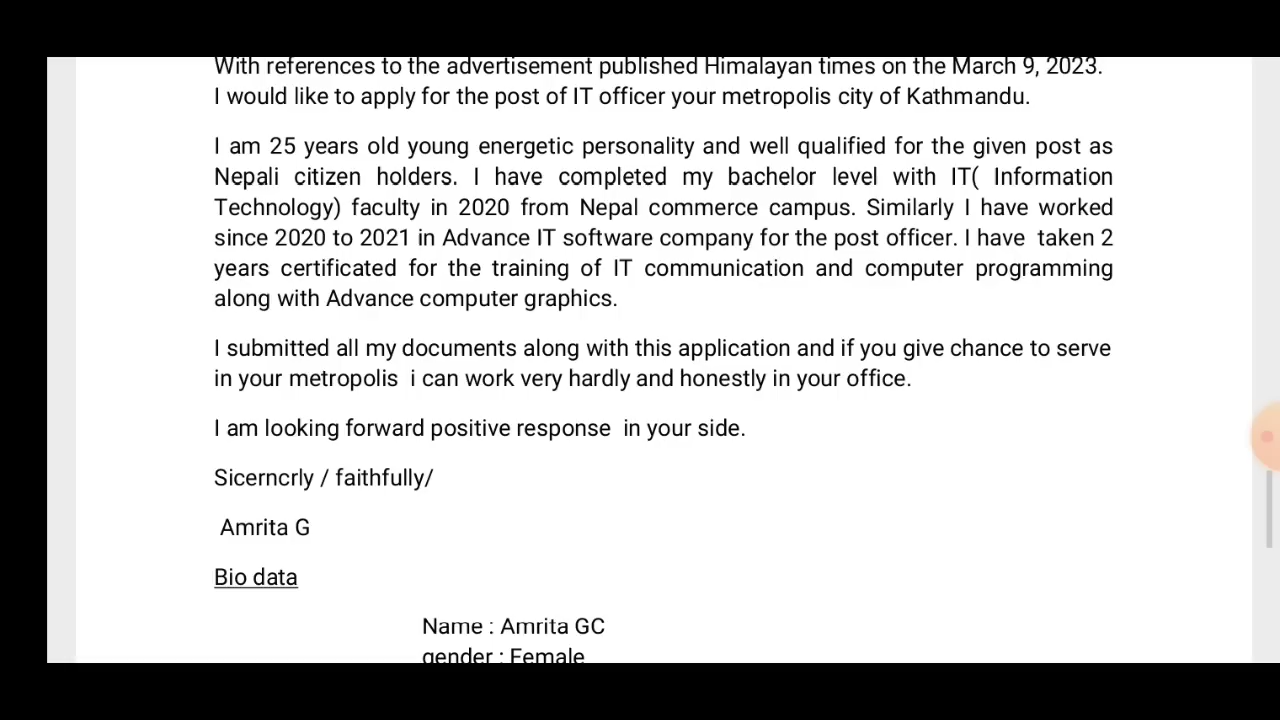 With references to the advertisement published Himalayan times on the March 9, 2023.
I would like to apply for the post of IT officer your metropolis city of Kathmandu.
I am 25 years old young energetic personality and well qualified for the given post as
Nepali citizen holders. I have completed my bachelor level with IT( Information
Technology) faculty in 2020 from Nepal commerce campus. Similarly I have worked
since 2020 to 2021 in Advance IT software company for the post officer. I have  taken 2
years certificated for the training of IT communication and computer programming
along with Advance computer graphics.
I submitted all my documents along with this application and if you give chance to serve
in your metropolis  i can work very hardly and honestly in your office.
I am looking forward positive response  in your side.
Sicerncrly / faithfully/
Amrita G
Bio data
Name : Amrita GC
gender : Female